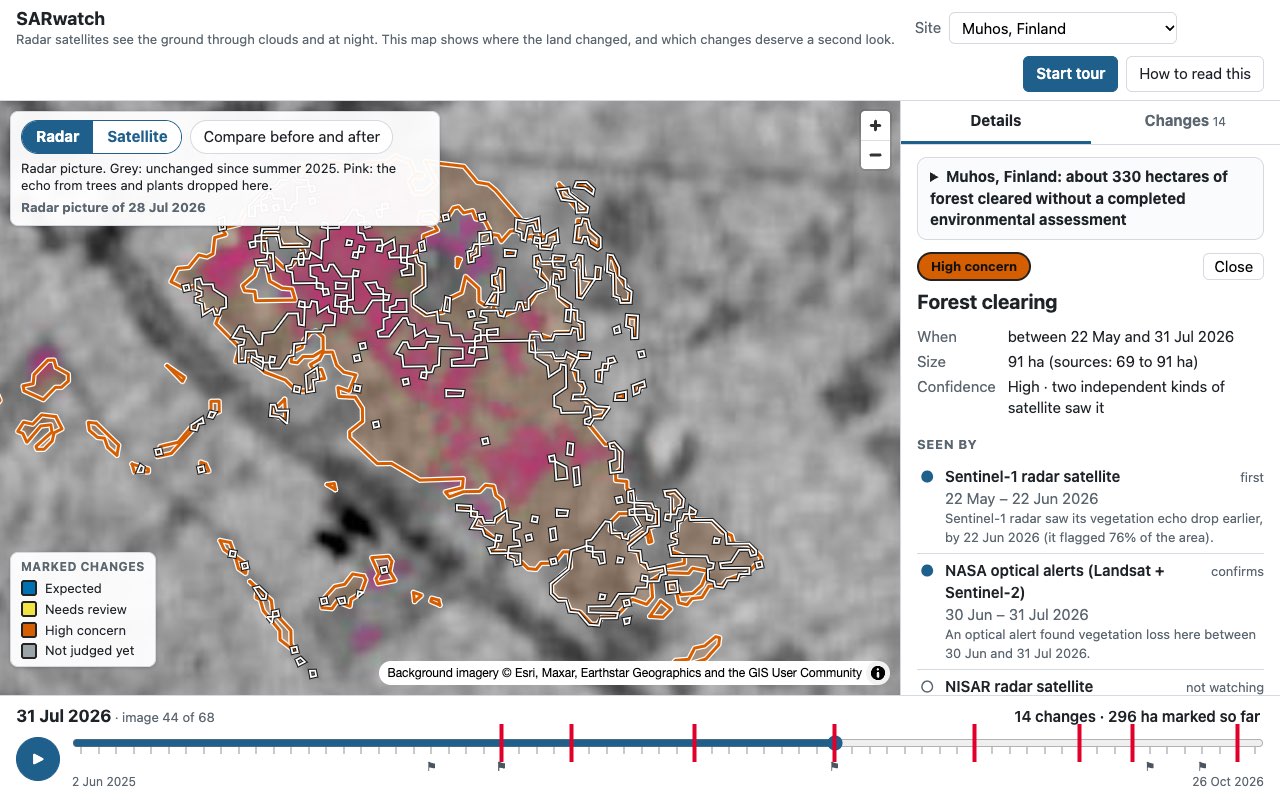 SARwatch
Radar satellites see the ground through clouds and at night. This map shows where the land changed, and which changes deserve a second look.
Site
Muhos, Finland
Start tour
How to read this
Radar
Satellite
Compare before and after
Radar picture. Grey: unchanged since summer 2025. Pink: the
echo from trees and plants dropped here.
Radar picture of 28 Jul 2026
+
−
MARKED CHANGES
Expected
Needs review
High concern
Not judged yet
Background imagery © Esri, Maxar, Earthstar Geographics and the GIS User Community
Details
Changes 14
Muhos, Finland: about 330 hectares of
forest cleared without a completed
environmental assessment
High concern
Close
Forest clearing
When between 22 May and 31 Jul 2026
Size 91 ha (sources: 69 to 91 ha)
Confidence High · two independent kinds of
satellite saw it
SEEN BY
Sentinel-1 radar satellite first
22 May – 22 Jun 2026
Sentinel-1 radar saw its vegetation echo drop earlier,
by 22 Jun 2026 (it flagged 76% of the area).
NASA optical alerts (Landsat + confirms
Sentinel-2)
30 Jun – 31 Jul 2026
An optical alert found vegetation loss here between
30 Jun and 31 Jul 2026.
NISAR radar satellite not watching
31 Jul 2026 · image 44 of 68
14 changes · 296 ha marked so far
2 Jun 2025
26 Oct 2026